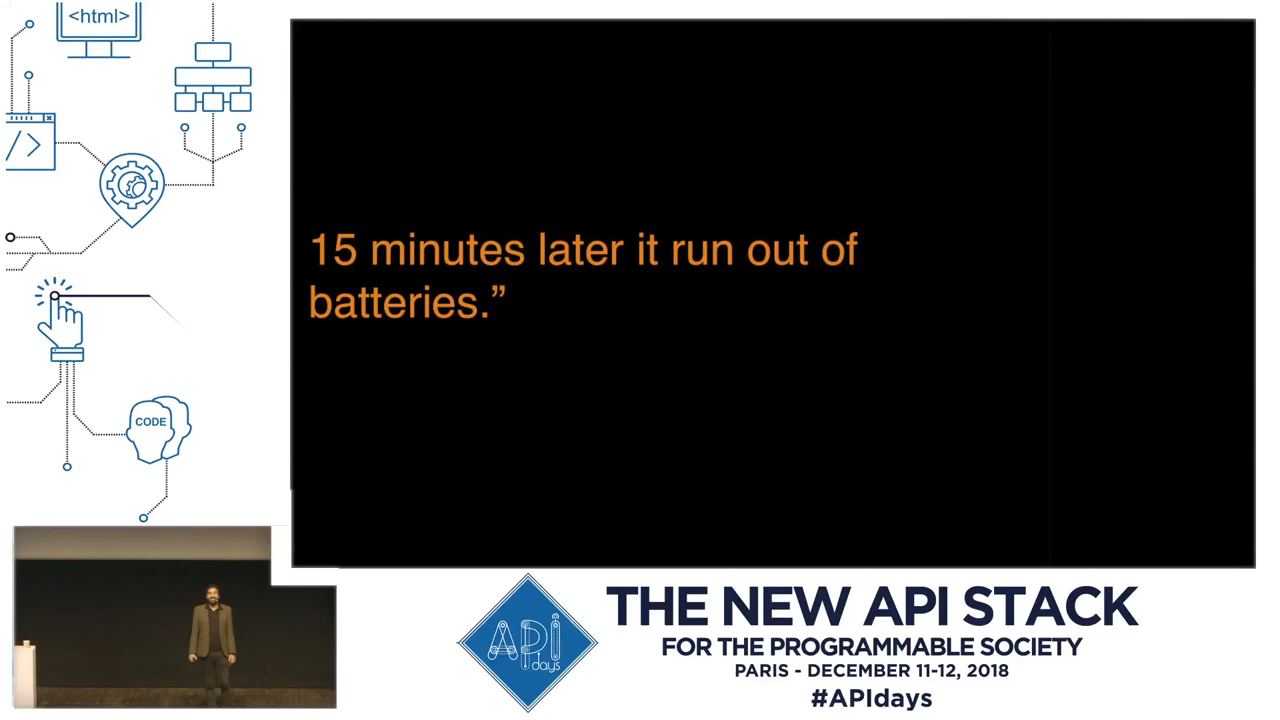 <html>
</>
CODE
15 minutes later it run out of
batteries.”
API
days
THE NEW API STACK
FOR THE PROGRAMMABLE SOCIETY
PARIS - DECEMBER 11-12, 2018
#APIdays